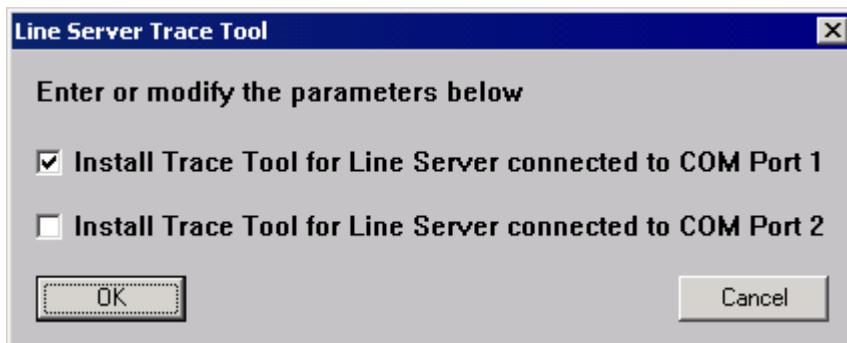 Line Server Trace Tool
Enter or modify the parameters below
Install Trace Tool for Line Server connected to COM Port 1
Install Trace Tool for Line Server connected to COM Port 2
OK Cancel